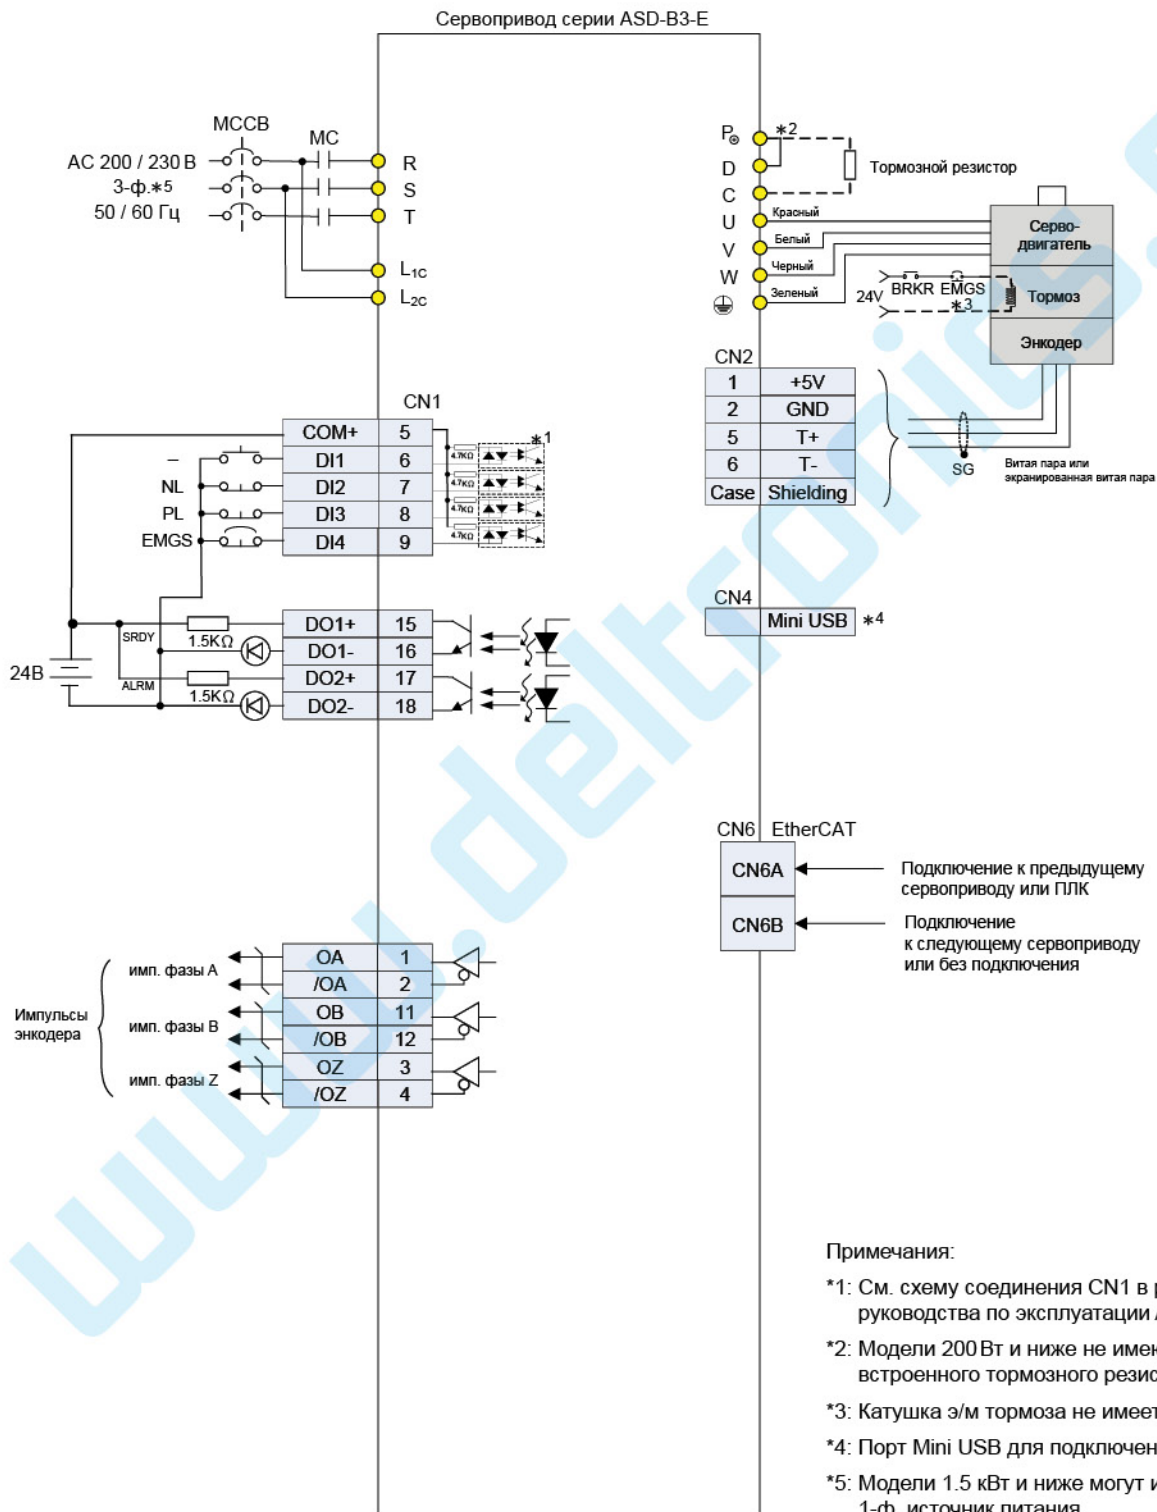 Сервопривод серии ASD-B3-E
MCCB
MC
AC 200 / 230 В
3-ф.*5
50 / 60 Гц
R
S
T
L1C
L2C
P⊕
*2
D
C
Тормозной резистор
U
Красный
V
Белый
W
Черный
Зеленый
Серво-
двигатель
24V
BRKR
EMGS
*3
Тормоз
Энкодер
CN2
1 +5V
2 GND
5 T+
6 T-
Case Shielding
SG
Витая пара или
экранированная витая пара
CN1
COM+ 5
*1
– DI1 6
4.7KΩ
NL DI2 7
4.7KΩ
PL DI3 8
4.7KΩ
EMGS DI4 9
4.7KΩ
CN4
Mini USB *4
24В
SRDY
1.5KΩ
DO1+ 15
DO1- 16
ALRM
1.5KΩ
DO2+ 17
DO2- 18
CN6 EtherCAT
CN6A
Подключение к предыдущему
сервоприводу или ПЛК
CN6B
Подключение
к следующему сервоприводу
или без подключения
Импульсы
энкодера
имп. фазы A
OA 1
/OA 2
имп. фазы B
OB 11
/OB 12
имп. фазы Z
OZ 3
/OZ 4
Примечания:
*1: См. схему соединения CN1 в
руководства по эксплуатации
*2: Модели 200 Вт и ниже не
встроенного тормозного
*3: Катушка э/м тормоза не имеет
*4: Порт Mini USB для
*5: Модели 1.5 кВт и ниже могут
1-ф. источник питания
www.deltronics.